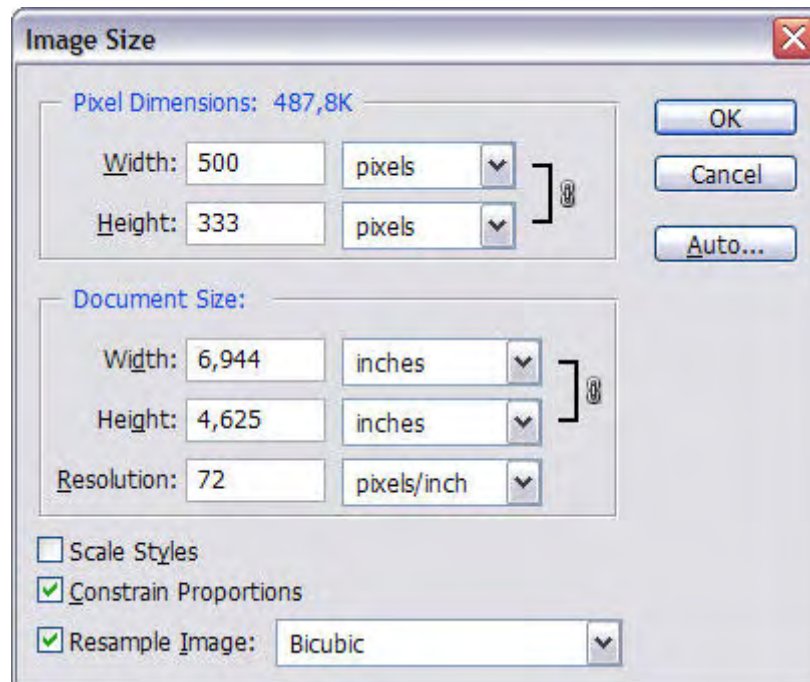 Image Size
Pixel Dimensions: 487,8K
Width: 500 pixels
Height: 333 pixels
OK
Cancel
Auto...
Document Size:
Width: 6,944 inches
Height: 4,625 inches
Resolution: 72 pixels/inch
Scale Styles
Constrain Proportions
Resample Image: Bicubic